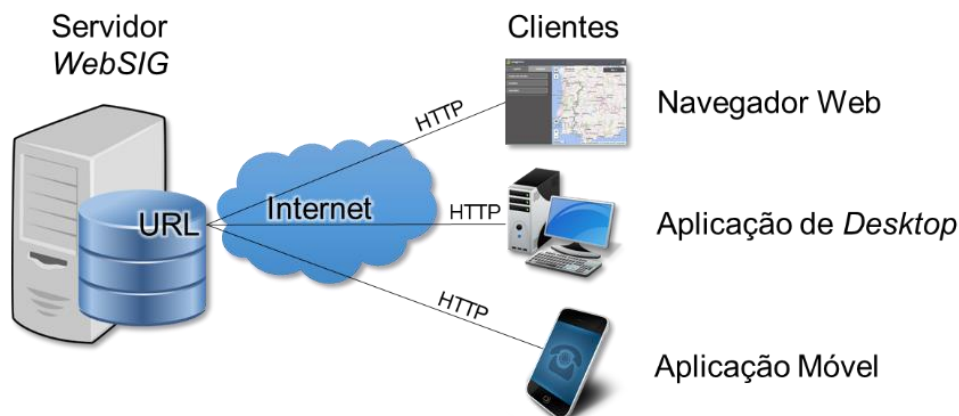 Servidor
WebSIG
Clientes
URL
Internet
HTTP
Navegador Web
HTTP
Aplicação de Desktop
HTTP
Aplicação Móvel